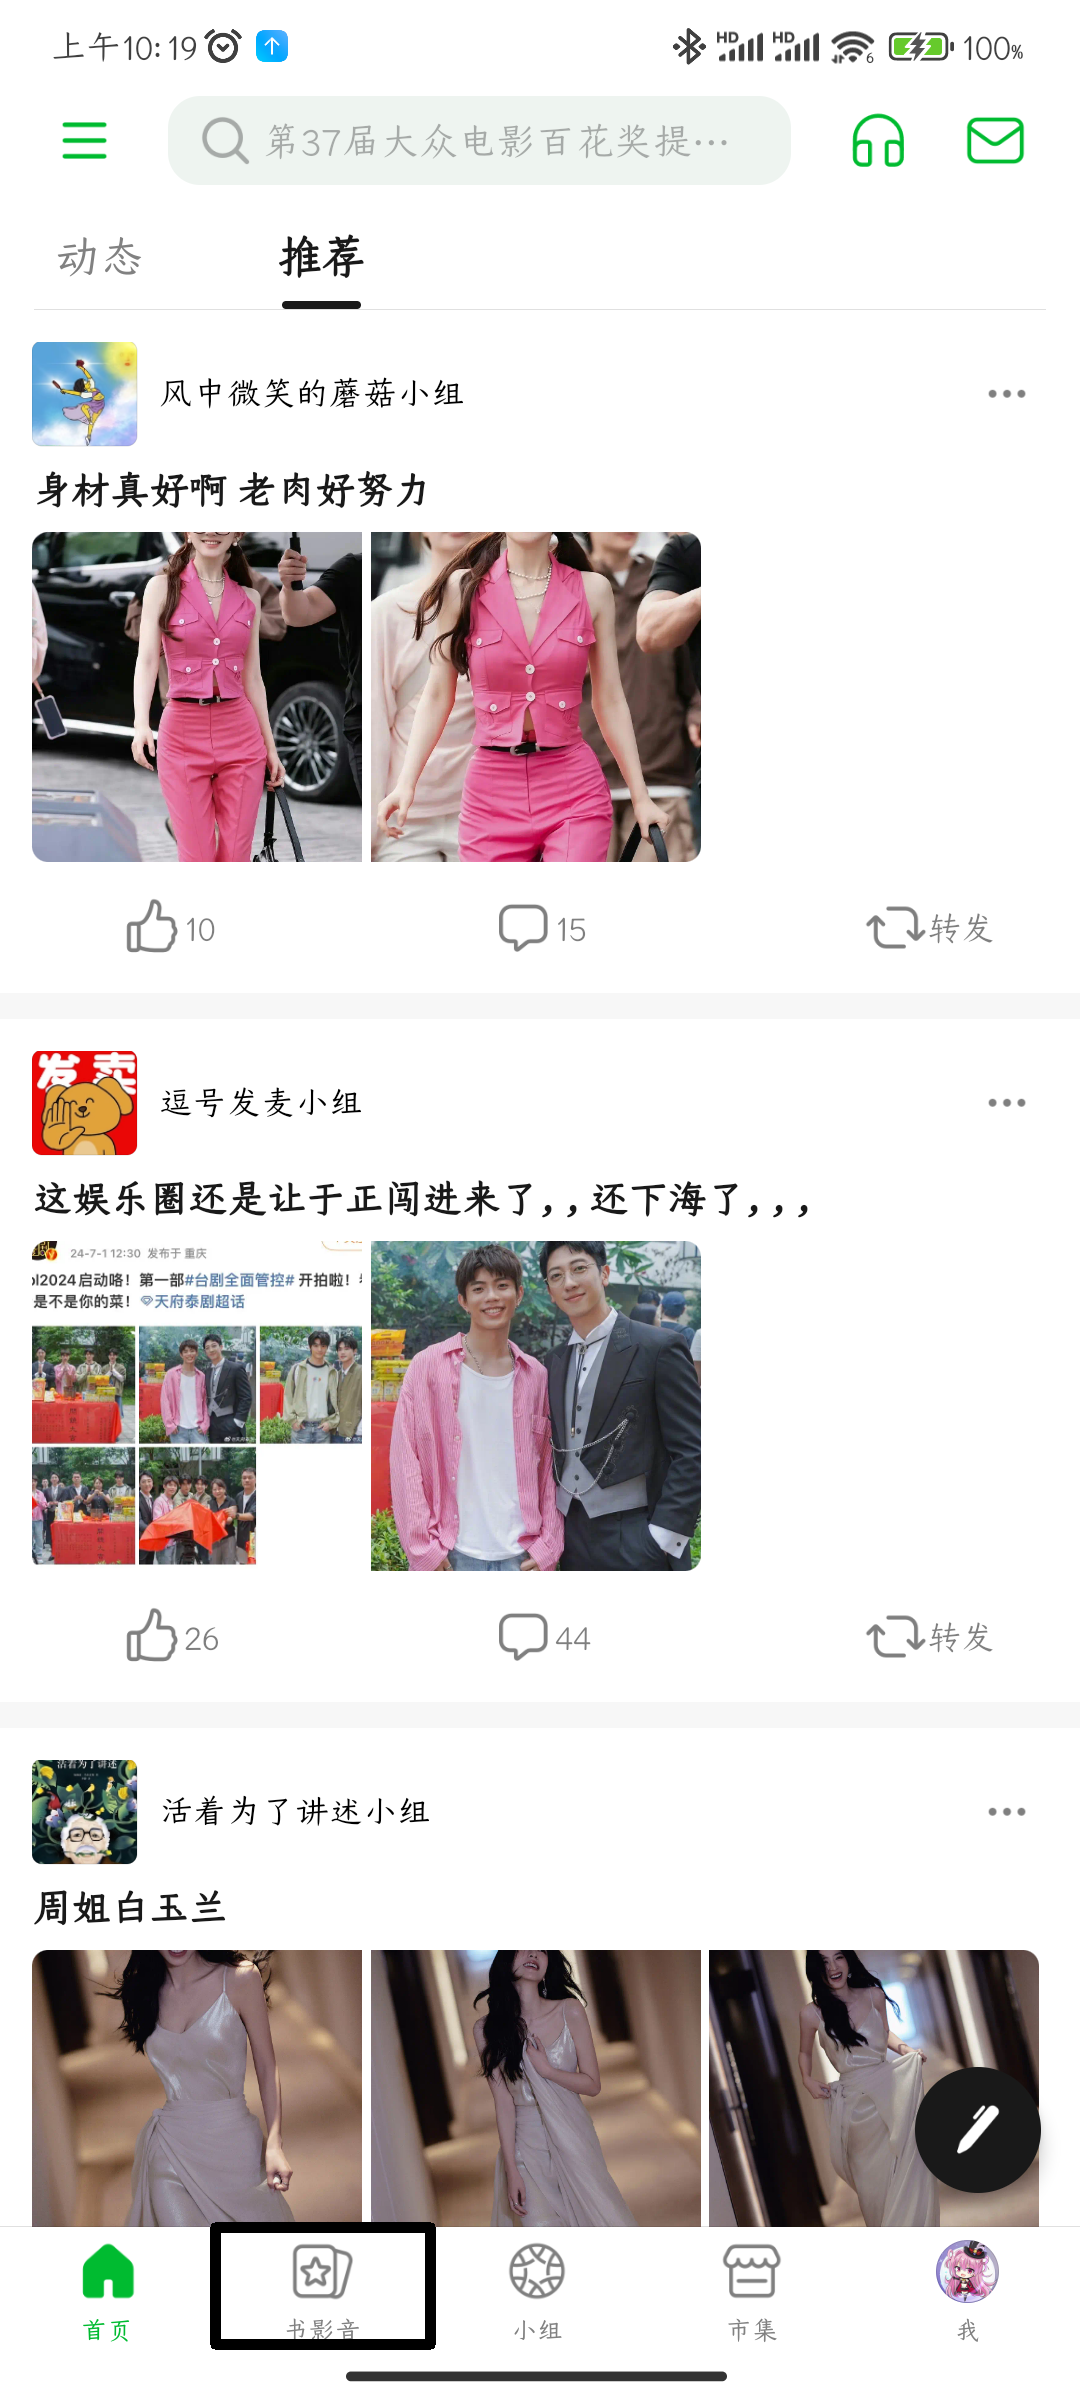 上午10:19
HD HD 6 100%
第37届大众电影百花奖提…
动态 推荐
风中微笑的蘑菇小组
身材真好啊 老肉好努力
10 15 转发
发 卖
逗号发麦小组
这娱乐圈还是让于正闯进来了,,还下海了,,,
24-7-1 12:30 发布于 重庆
2024启动咯！第一部#台剧全面管控# 开拍啦！
是不是你的菜！ 天府泰剧超话
26 44 转发
活着为了讲述
活着为了讲述小组
周姐白玉兰
首页 书影音 小组 市集 我